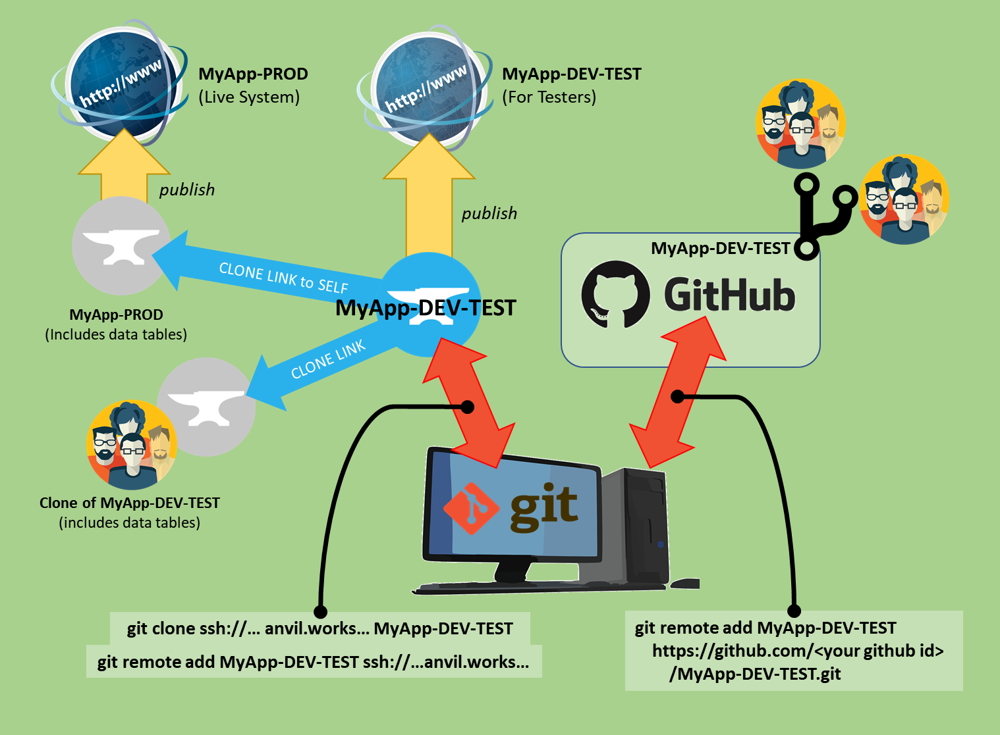 http://www
MyApp-PROD
(Live System)
http://www
MyApp-DEV-TEST
(For Testers)
publish
publish
MyApp-DEV-TEST
GitHub
CLONE LINK to SELF
MyApp-DEV-TEST
MyApp-PROD
(Includes data tables)
CLONE LINK
Clone of MyApp-DEV-TEST
(includes data tables)
git
git clone ssh://… anvil.works… MyApp-DEV-TEST
git remote add MyApp-DEV-TEST ssh://…anvil.works…
git remote add MyApp-DEV-TEST
https://github.com/<your github id>
/MyApp-DEV-TEST.git